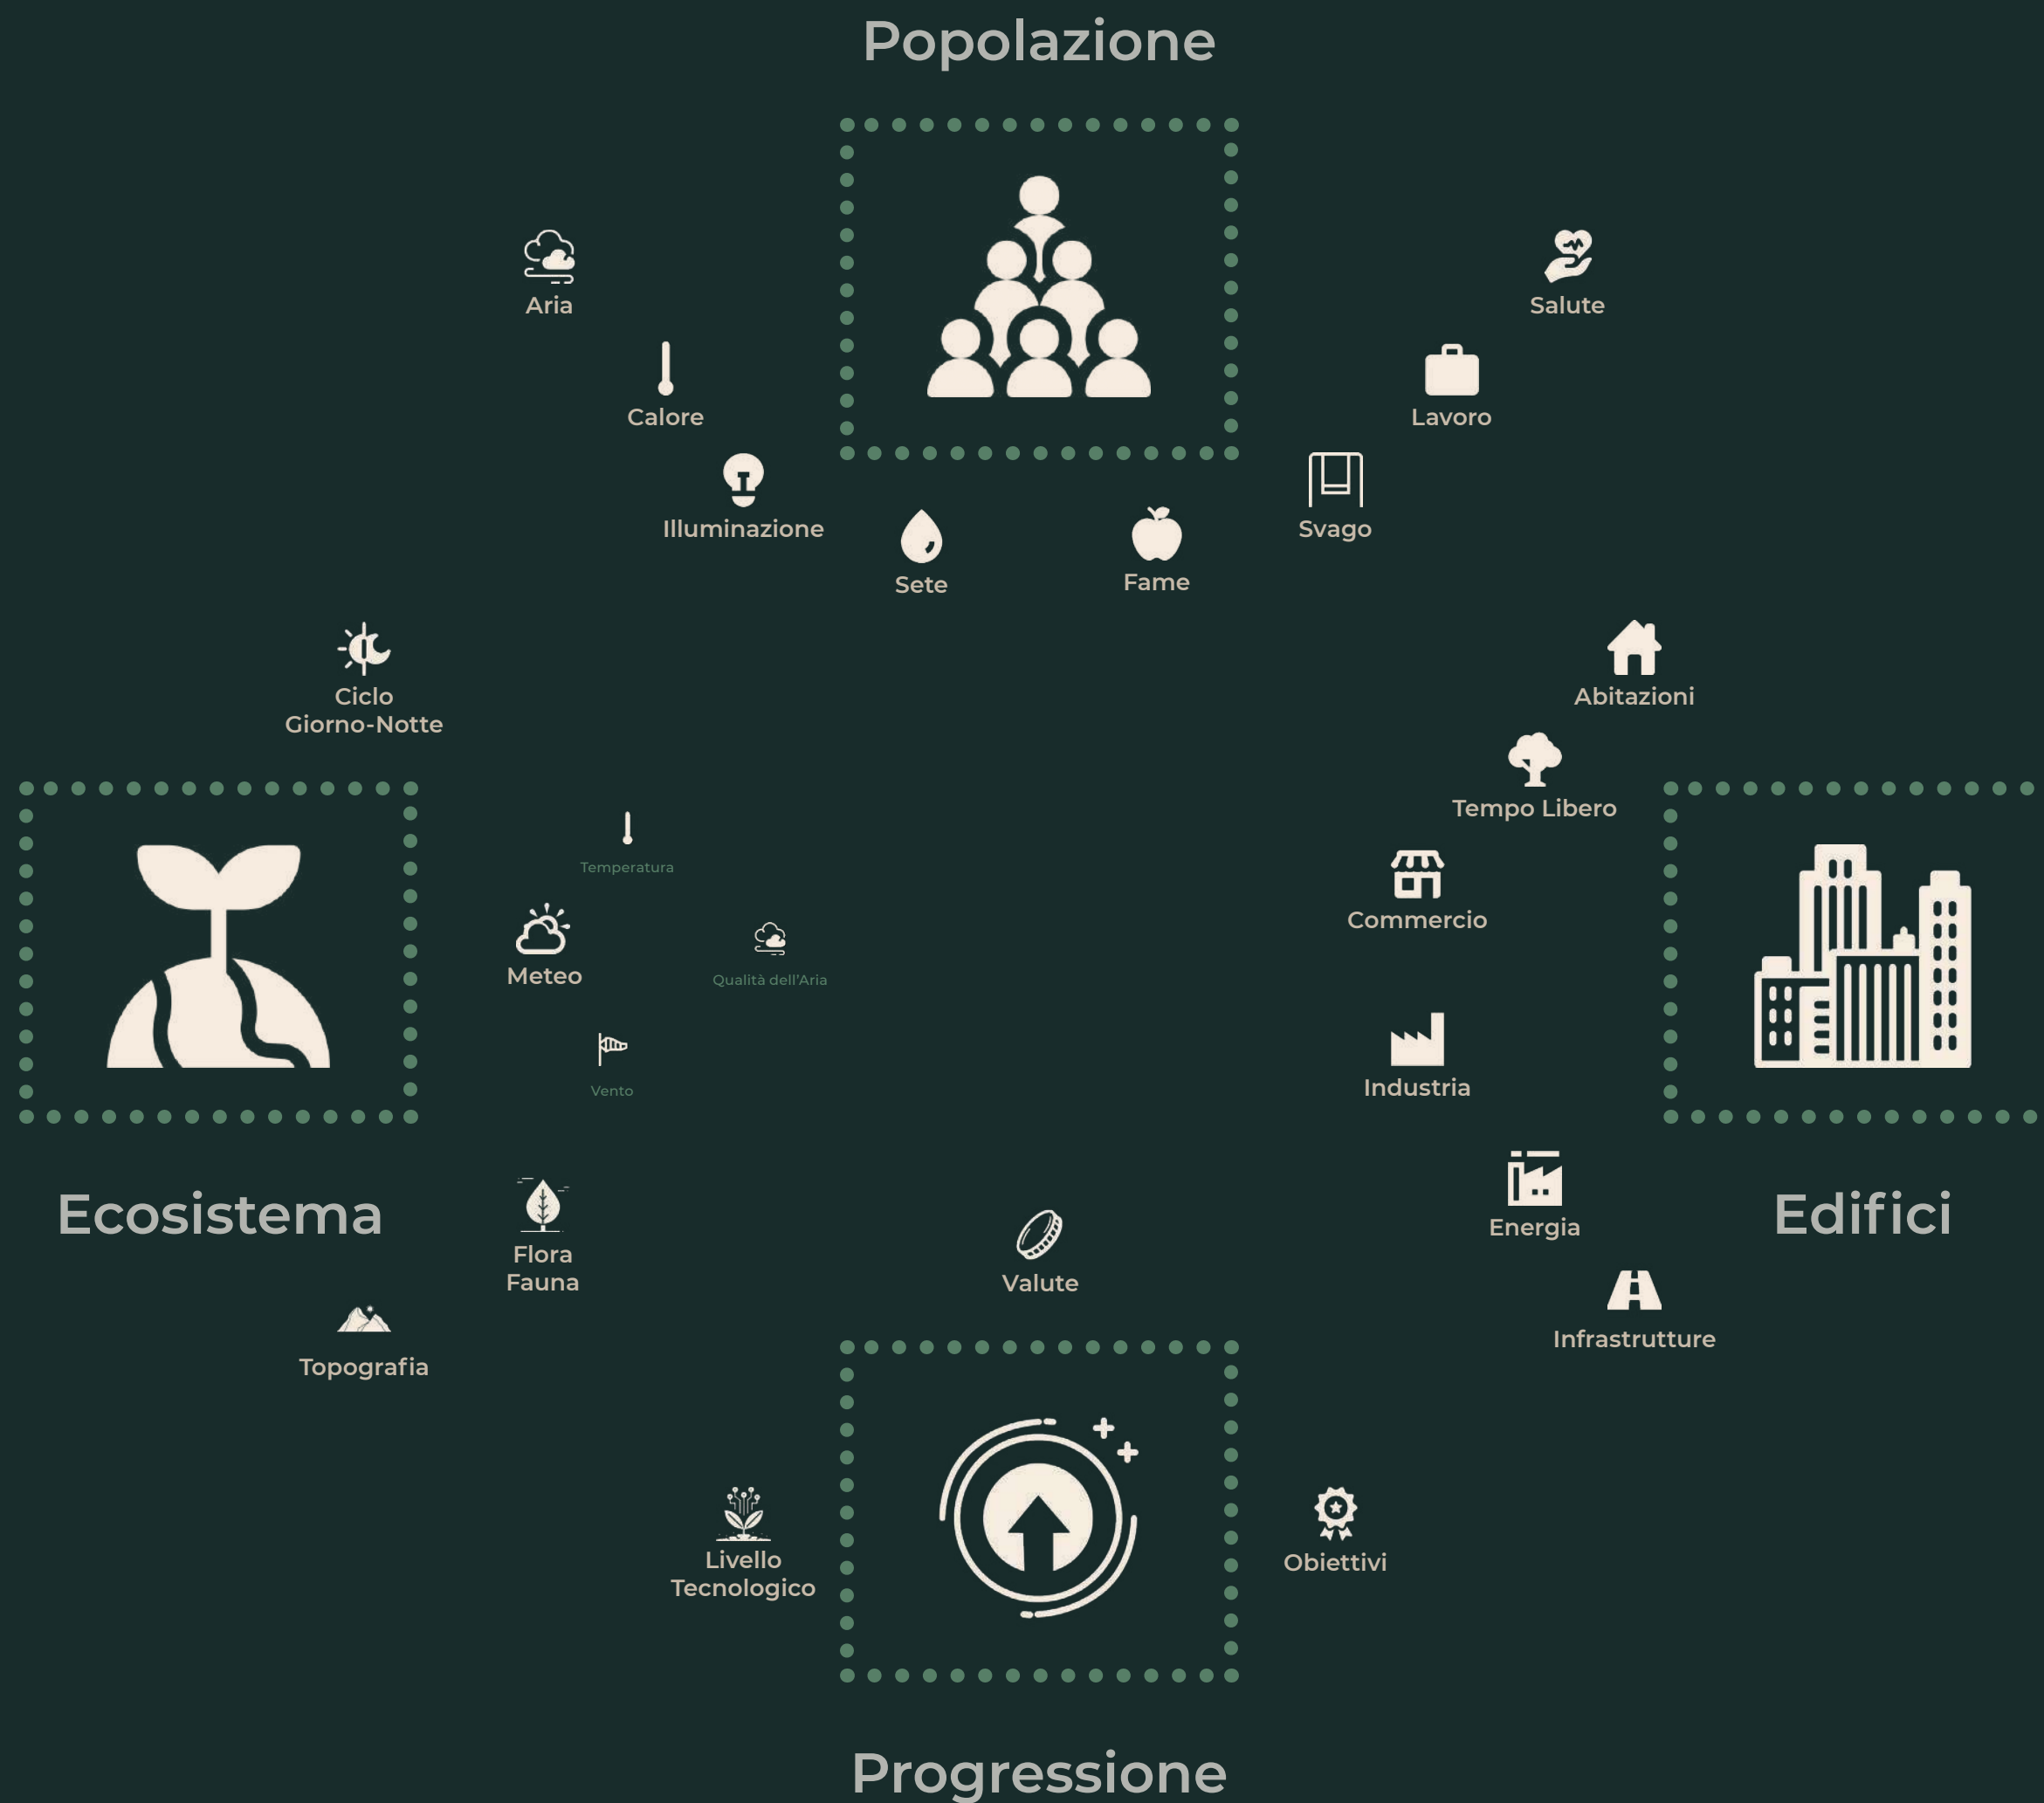 Popolazione
Aria
Salute
Calore
Lavoro
Illuminazione
Svago
Sete
Fame
Ciclo
Giorno-Notte
Abitazioni
Tempo Libero
Temperatura
Commercio
Meteo
Qualità dell'Aria
Industria
Vento
Ecosistema
Edifici
Energia
Flora
Fauna
Valute
Infrastrutture
Topografia
Livello
Tecnologico
Obiettivi
Progressione